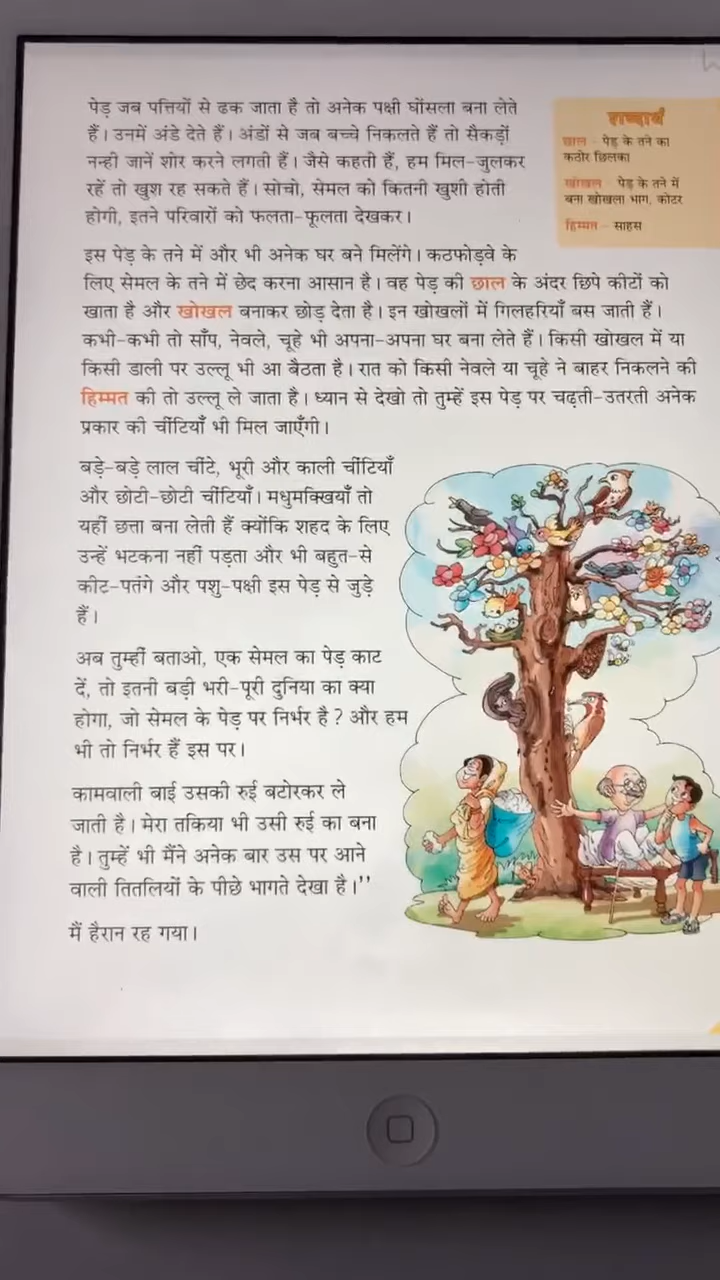 पेड़ जब पत्तियों से ढक जाता है तो अनेक पक्षी घोंसला बना लेते
हैं। उनमें अंडे देते हैं। अंडों से जब बच्चे निकलते हैं तो सैकड़ों
नन्ही जानें शोर करने लगती हैं। जैसे कहती हैं, हम मिल-जुलकर
रहें तो खुश रह सकते हैं। सोचो, सेमल को कितनी खुशी होती
होगी, इतने परिवारों को फलता-फूलता देखकर।
शब्दार्थ
छाल - पेड़ के तने का
कठोर छिलका
खोखल - पेड़ के तने में
बना खोखला भाग, कोटर
हिम्मत - साहस
इस पेड़ के तने में और भी अनेक घर बने मिलेंगे। कठफोड़वे के
लिए सेमल के तने में छेद करना आसान है। वह पेड़ की छाल के अंदर छिपे कीटों को
खाता है और खोखल बनाकर छोड़ देता है। इन खोखलों में गिलहरियाँ बस जाती हैं।
कभी-कभी तो साँप, नेवले, चूहे भी अपना-अपना घर बना लेते हैं। किसी खोखल में या
किसी डाली पर उल्लू भी आ बैठता है। रात को किसी नेवले या चूहे ने बाहर निकलने की
हिम्मत की तो उल्लू ले जाता है। ध्यान से देखो तो तुम्हें इस पेड़ पर चढ़ती-उतरती अनेक
प्रकार की चींटियाँ भी मिल जाएँगी।
बड़े-बड़े लाल चींटे, भूरी और काली चींटियाँ
और छोटी-छोटी चींटियाँ। मधुमक्खियाँ तो
यहीं छत्ता बना लेती हैं क्योंकि शहद के लिए
उन्हें भटकना नहीं पड़ता और भी बहुत-से
कीट-पतंगे और पशु-पक्षी इस पेड़ से जुड़े
हैं।
अब तुम्हीं बताओ, एक सेमल का पेड़ काट
दें, तो इतनी बड़ी भरी-पूरी दुनिया का क्या
होगा, जो सेमल के पेड़ पर निर्भर है? और हम
भी तो निर्भर हैं इस पर।
कामवाली बाई उसकी रुई बटोरकर ले
जाती है। मेरा तकिया भी उसी रुई का बना
है। तुम्हें भी मैंने अनेक बार उस पर आने
वाली तितलियों के पीछे भागते देखा है।’’
मैं हैरान रह गया।